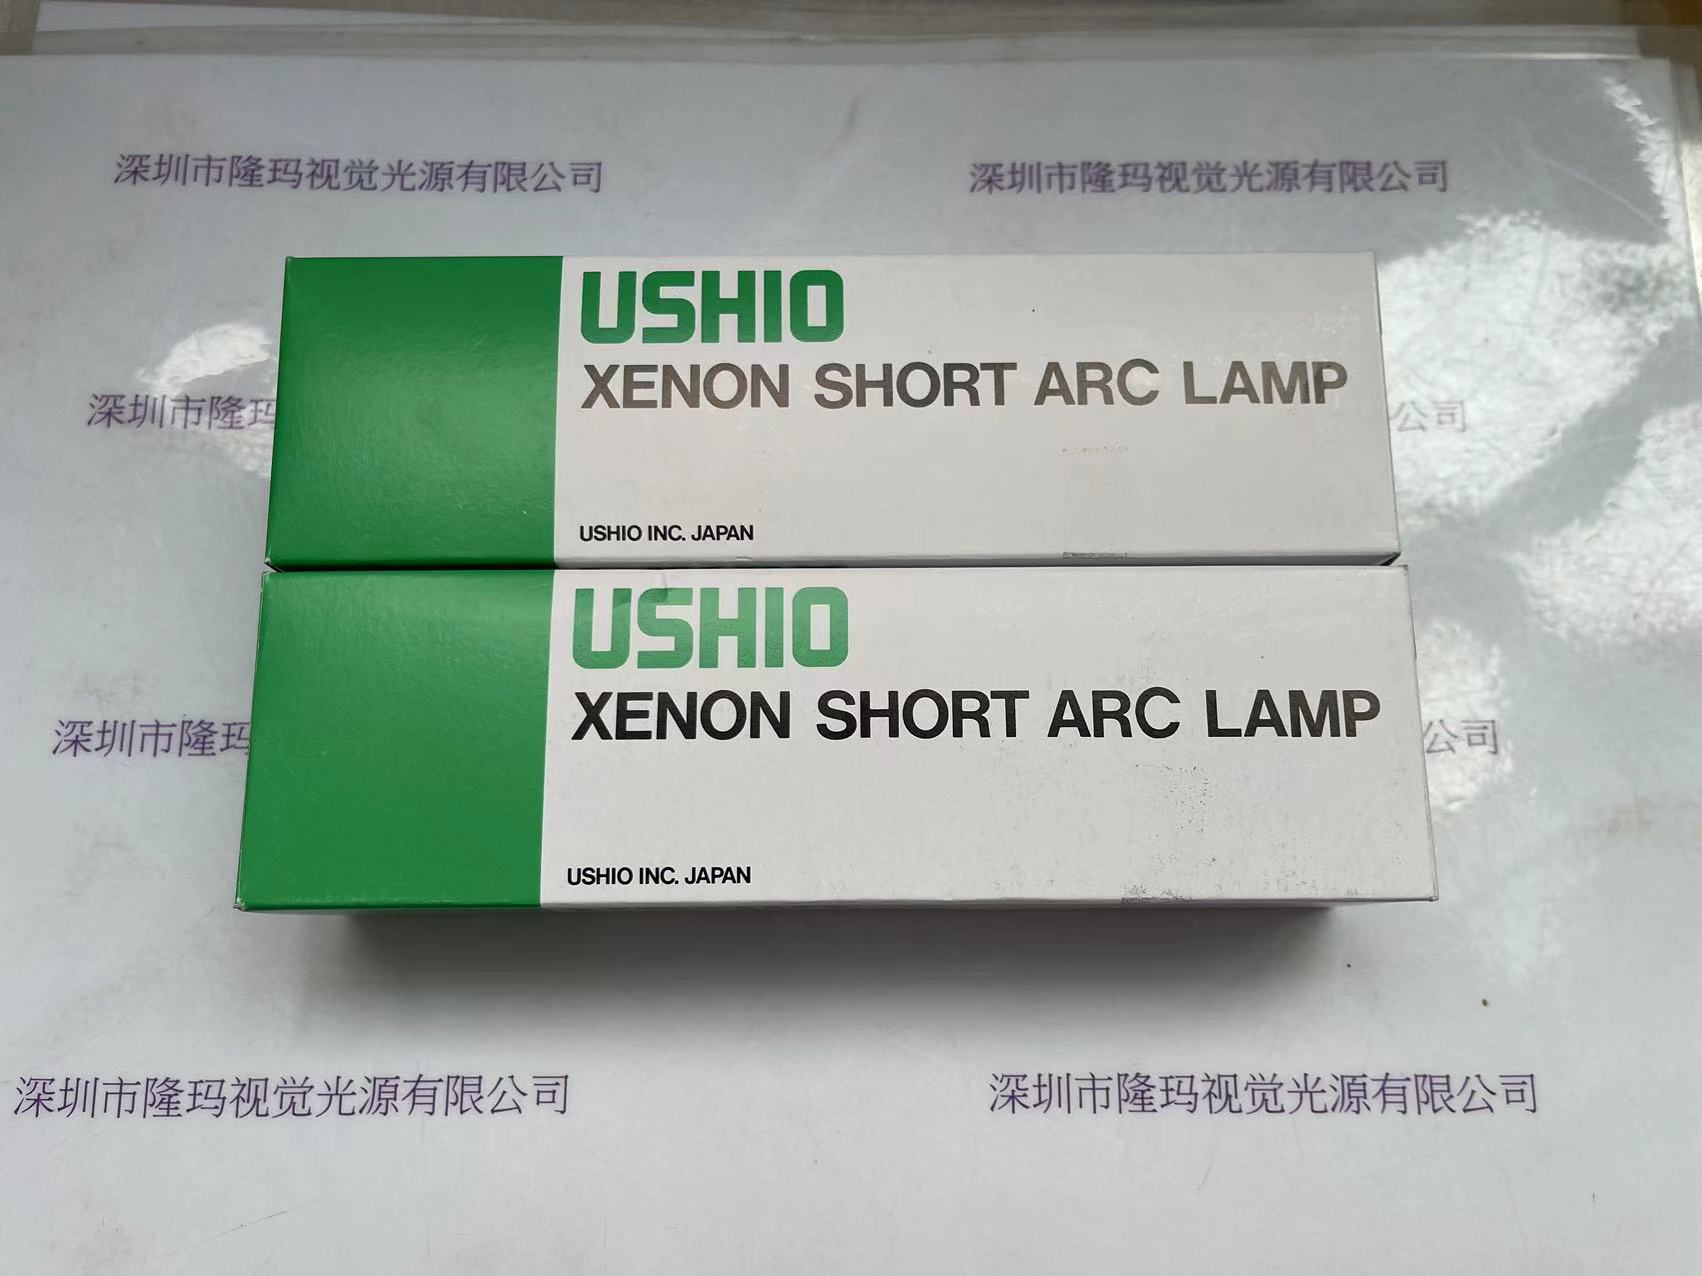 深圳市隆玛视觉光源有限公司 深圳市隆玛视觉光源有限公司
USHIO
XENON SHORT ARC LAMP
深圳市隆玛
公司
USHIO INC. JAPAN
USHIO
XENON SHORT ARC LAMP
深圳市隆玛
公司
USHIO INC. JAPAN
深圳市隆玛视觉光源有限公司 深圳市隆玛视觉光源有限公司